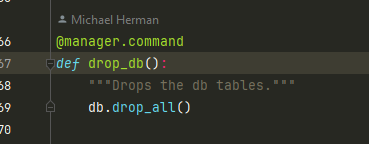 Michael Herman
66 @manager.command
67 def drop_db():
68 """Drops the db tables."""
69 db.drop_all()
70